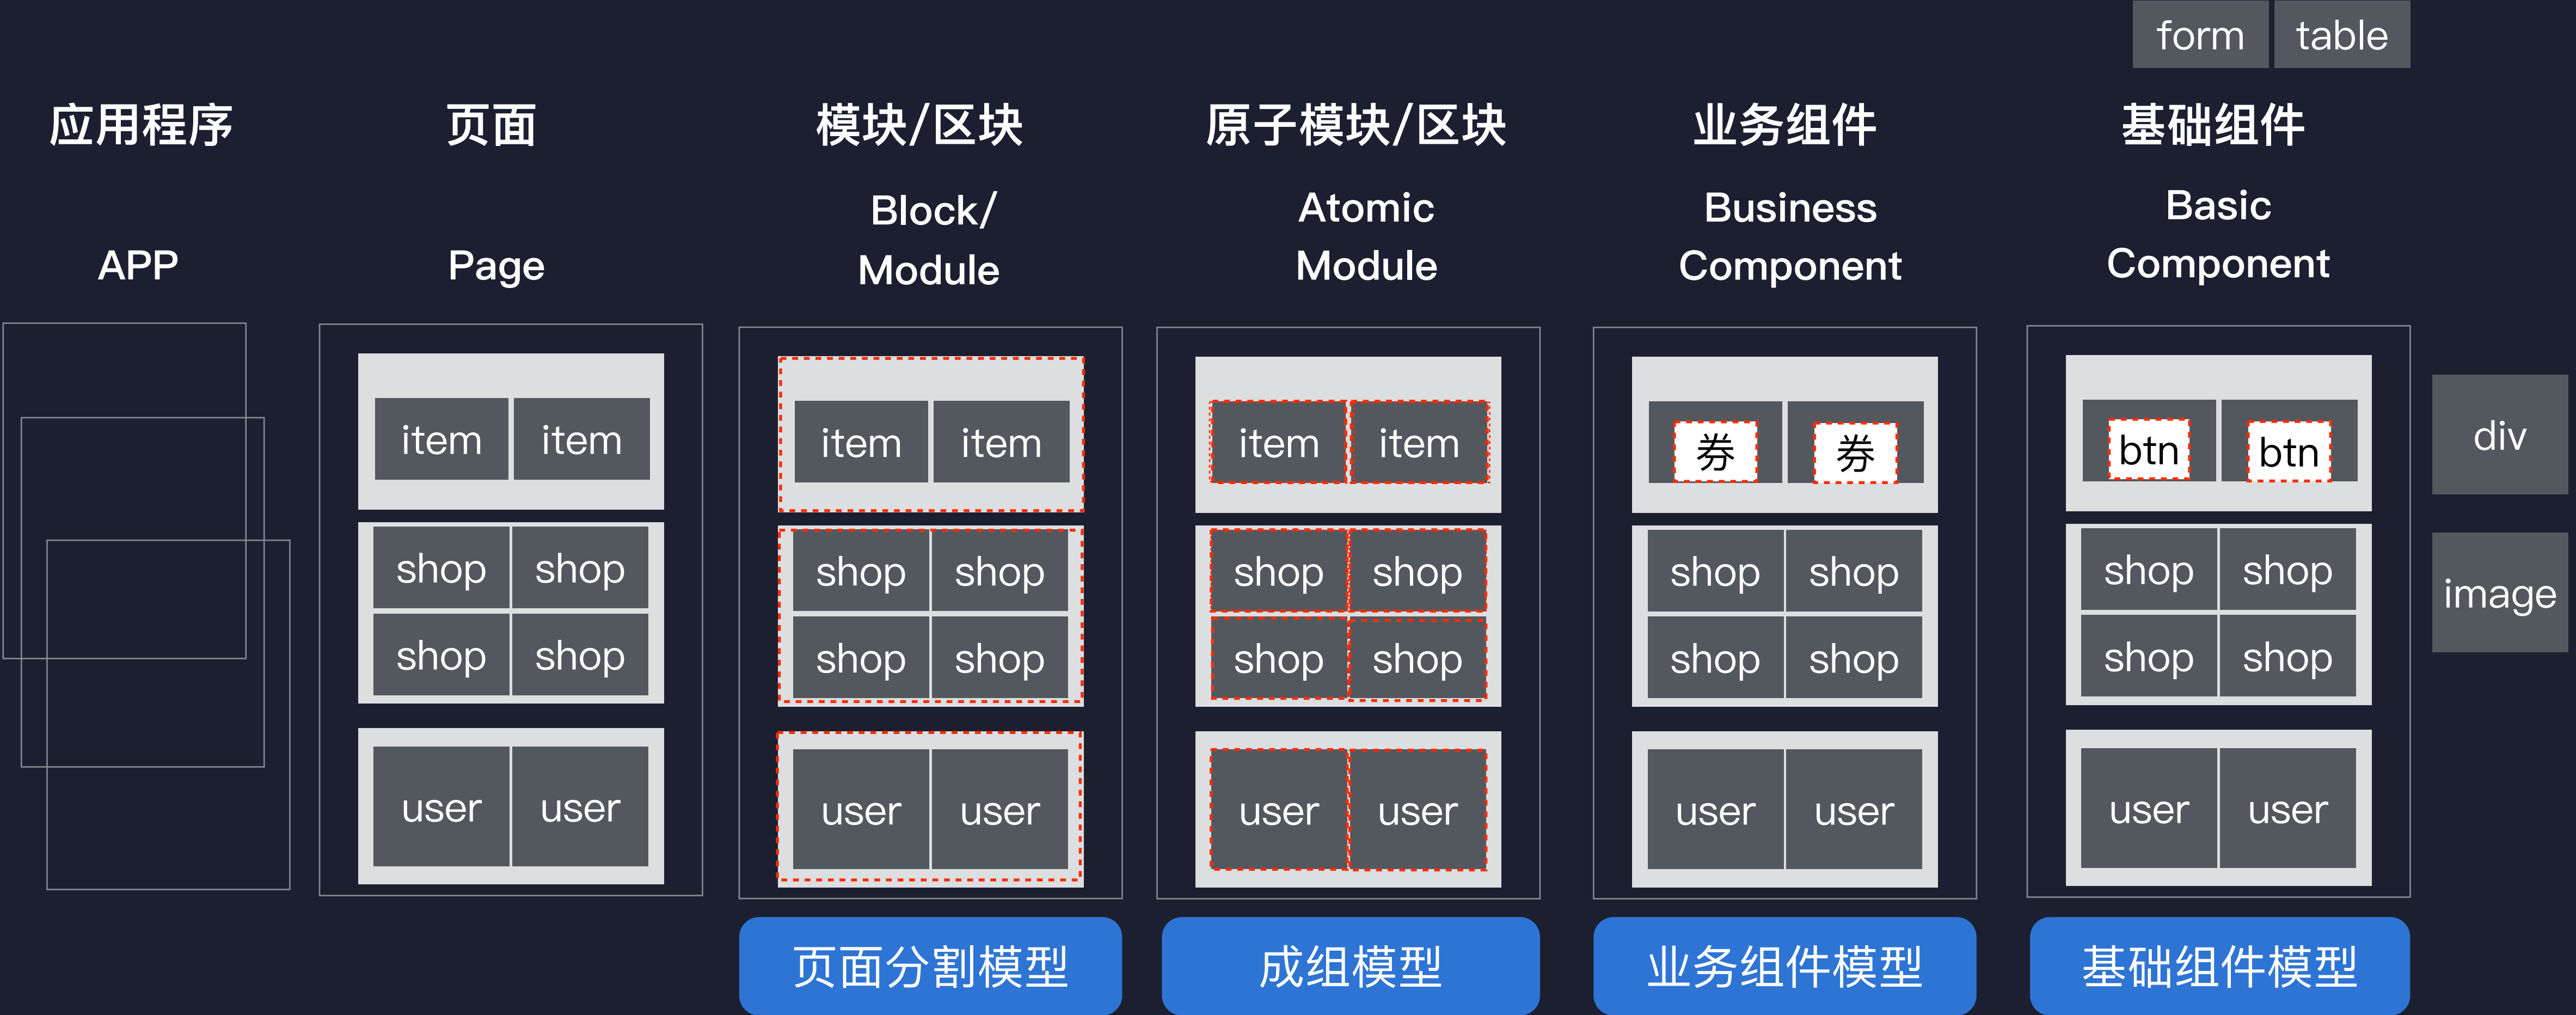 form table
应用程序 页面 模块/区块 原子模块/区块 业务组件 基础组件
APP
Page
Block/
Module
Atomic
Module
Business
Component
Basic
Component
item item
shop shop
shop shop
user user
item item
shop shop
shop shop
user user
item item
shop shop
shop shop
user user
券 券
shop shop
shop shop
user user
btn btn
shop shop
shop shop
user user
div
image
页面分割模型 成组模型 业务组件模型 基础组件模型